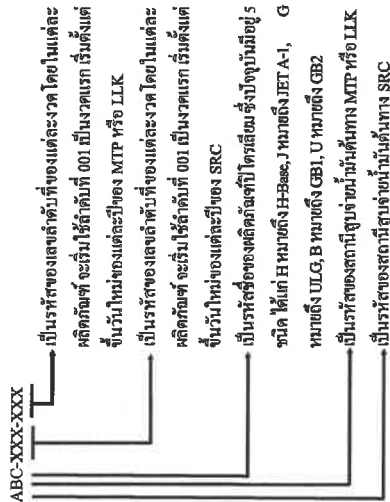 ABC-XXX-XXX
เป็นรหัสของเลขลำดับที่ของแต่ละงวด โดยในแต่ละ
ผลิตภัณฑ์ จะเริ่มใช้ลำดับที่ 001 เป็นงวดแรก เริ่มตั้งแต่
ขึ้นวันใหม่ของแต่ละปีของ MTP หรือ LLK
เป็นรหัสของเลขลำดับที่ของแต่ละงวด โดยในแต่ละ
ผลิตภัณฑ์ จะเริ่มใช้ลำดับที่ 001 เป็นงวดแรก เริ่มตั้งแต่
ขึ้นวันใหม่ของแต่ละปีของ SRC
เป็นรหัสชื่อของผลิตภัณฑ์ปิโตรเลียม ซึ่งปัจจุบันมีอยู่ 5
ชนิด ได้แก่ H หมายถึง H-Base, J หมายถึง JET A-1, G
หมายถึง ULG, B หมายถึง GB1, U หมายถึง GB2
เป็นรหัสของสถานีสูบจ่ายน้ำมันต้นทาง MTP หรือ LLK
เป็นรหัสของสถานีสูบจ่ายน้ำมันต้นทาง SRC